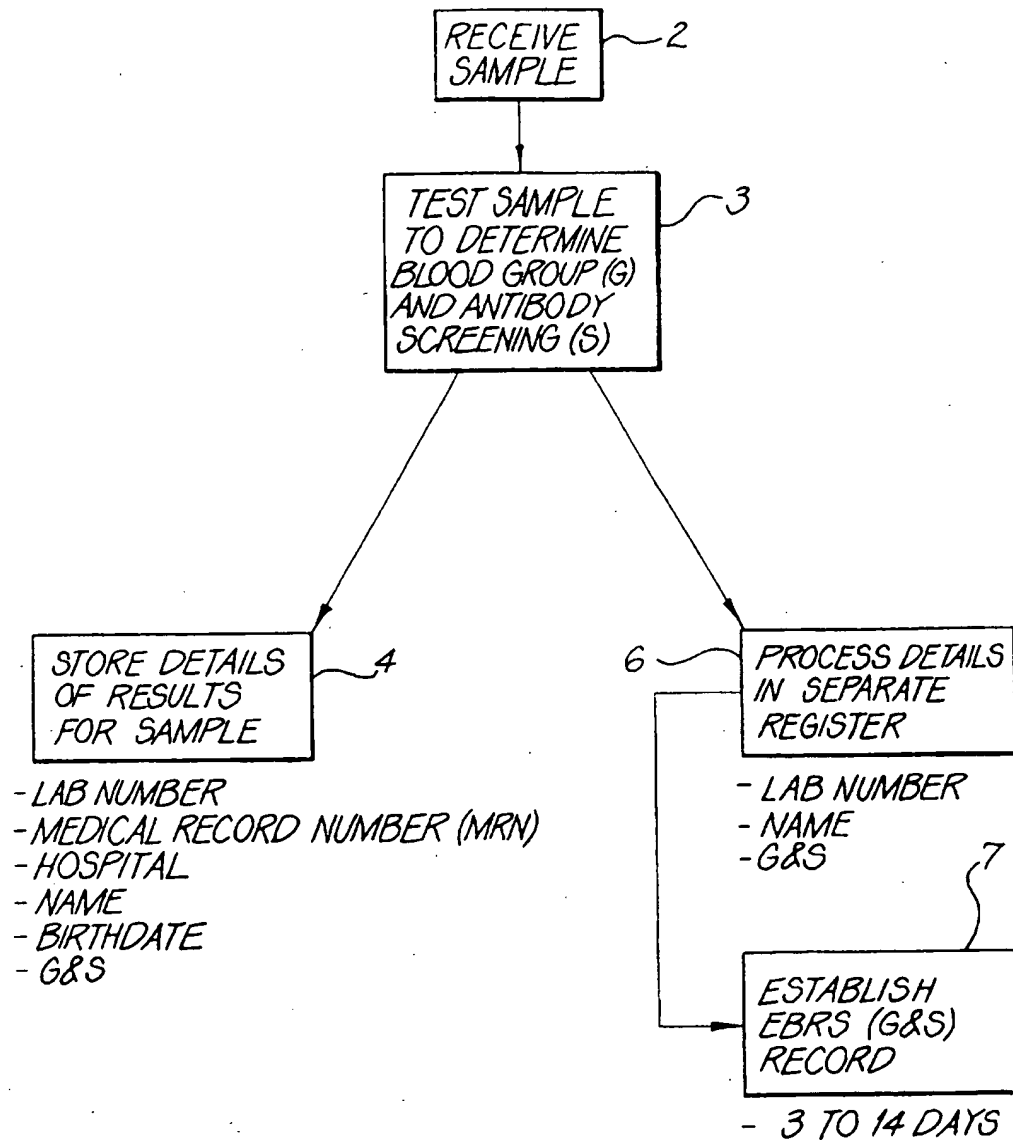 RECEIVE
SAMPLE
2
TEST SAMPLE
TO DETERMINE
BLOOD GROUP (G)
AND ANTIBODY
SCREENING (S)
3
STORE DETAILS
OF RESULTS
FOR SAMPLE
4
- LAB NUMBER
- MEDICAL RECORD NUMBER (MRN)
- HOSPITAL
- NAME
- BIRTHDATE
- G&S
6
PROCESS DETAILS
IN SEPARATE
REGISTER
- LAB NUMBER
- NAME
- G&S
7
ESTABLISH
EBRS (G&S)
RECORD
- 3 TO 14 DAYS